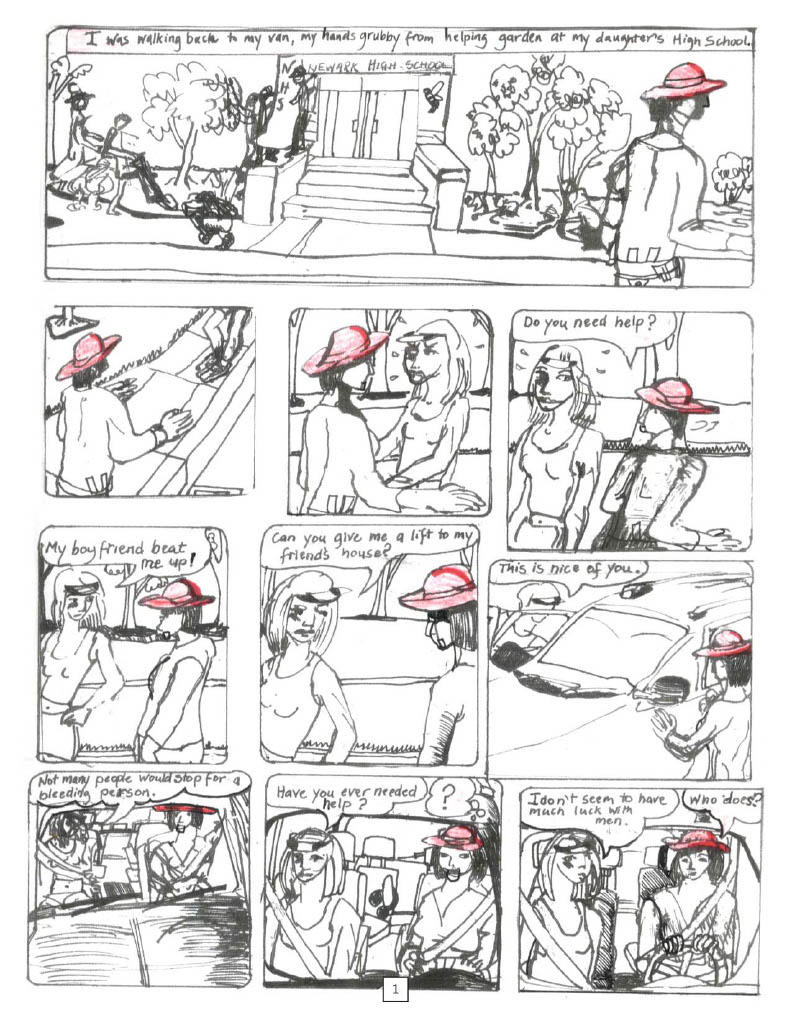 I was walking back to my van, my hands grubby from helping garden at my daughter's High School.
NEWARK HIGH-SCHOOL
N
H
S
Do you need help?
My boyfriend beat
me up!
Can you give me a lift to my
friend's house?
This is nice of you.
Not many people would stop for a
bleeding person.
Have you ever needed
help?
?
I don't seem to have
much luck with
men.
Who does?
1